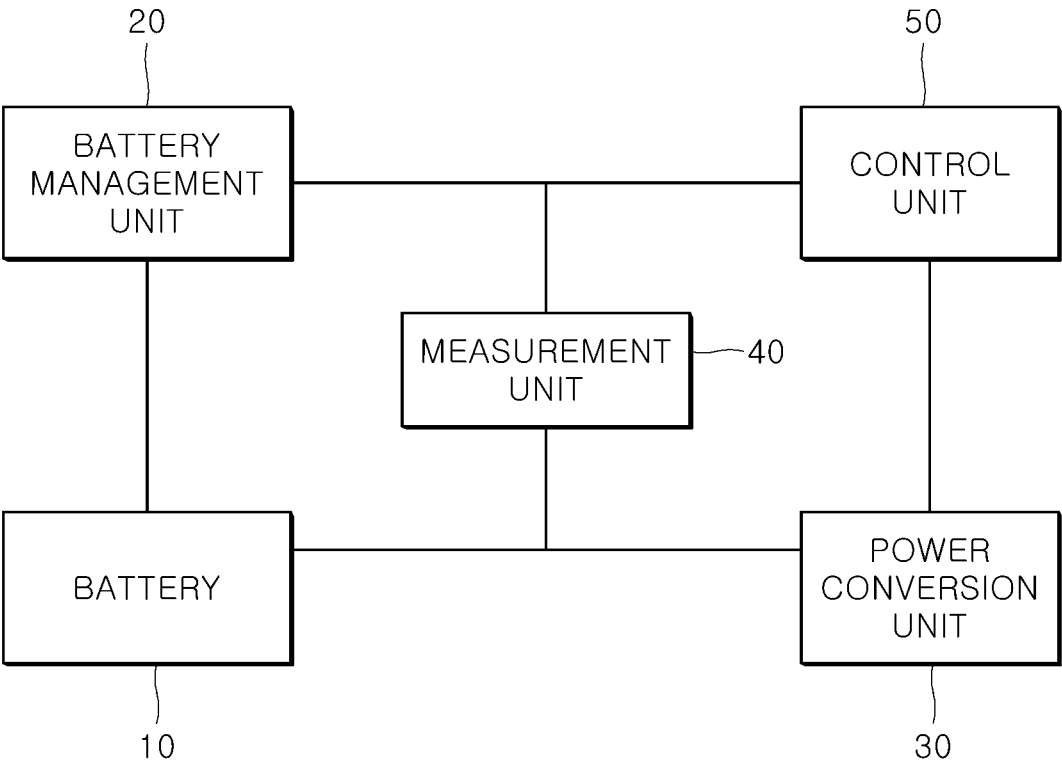 20
50
BATTERY
MANAGEMENT
UNIT
CONTROL
UNIT
MEASUREMENT
UNIT
40
BATTERY
POWER
CONVERSION
UNIT
10
30